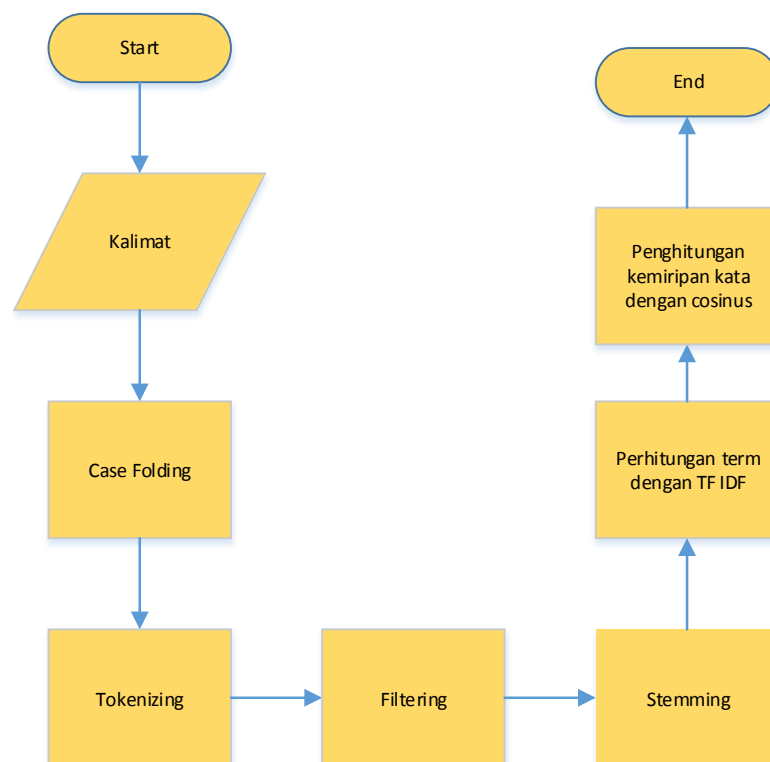 Start
Kalimat
Case Folding
Tokenizing
Filtering
Stemming
Perhitungan term
dengan TF IDF
Penghitungan
kemiripan kata
dengan cosinus
End